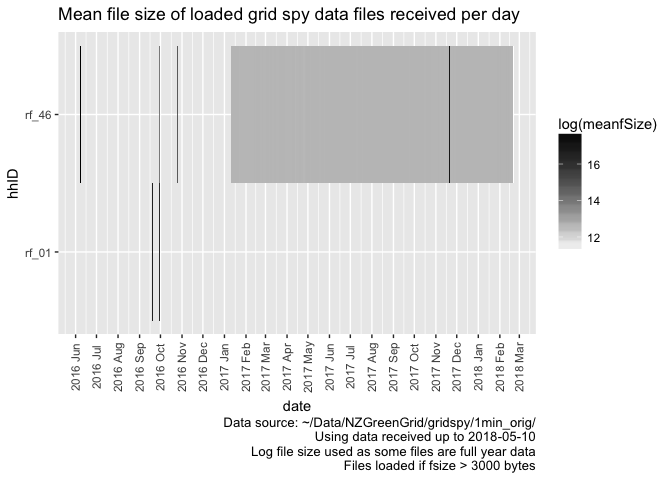 Mean file size of loaded grid spy data files received per day
hhID
rf_46
rf_01
log(meanfSize)
16
14
12
2016 Jun
2016 Jul
2016 Aug
2016 Sep
2016 Oct
2016 Nov
2016 Dec
2017 Jan
2017 Feb
2017 Mar
2017 Apr
2017 May
2017 Jun
2017 Jul
2017 Aug
2017 Sep
2017 Oct
2017 Nov
2017 Dec
2018 Jan
2018 Feb
2018 Mar
date
Data source: ~/Data/NZGreenGrid/gridspy/1min_orig/
Using data received up to 2018-05-10
Log file size used as some files are full year data
Files loaded if fsize > 3000 bytes